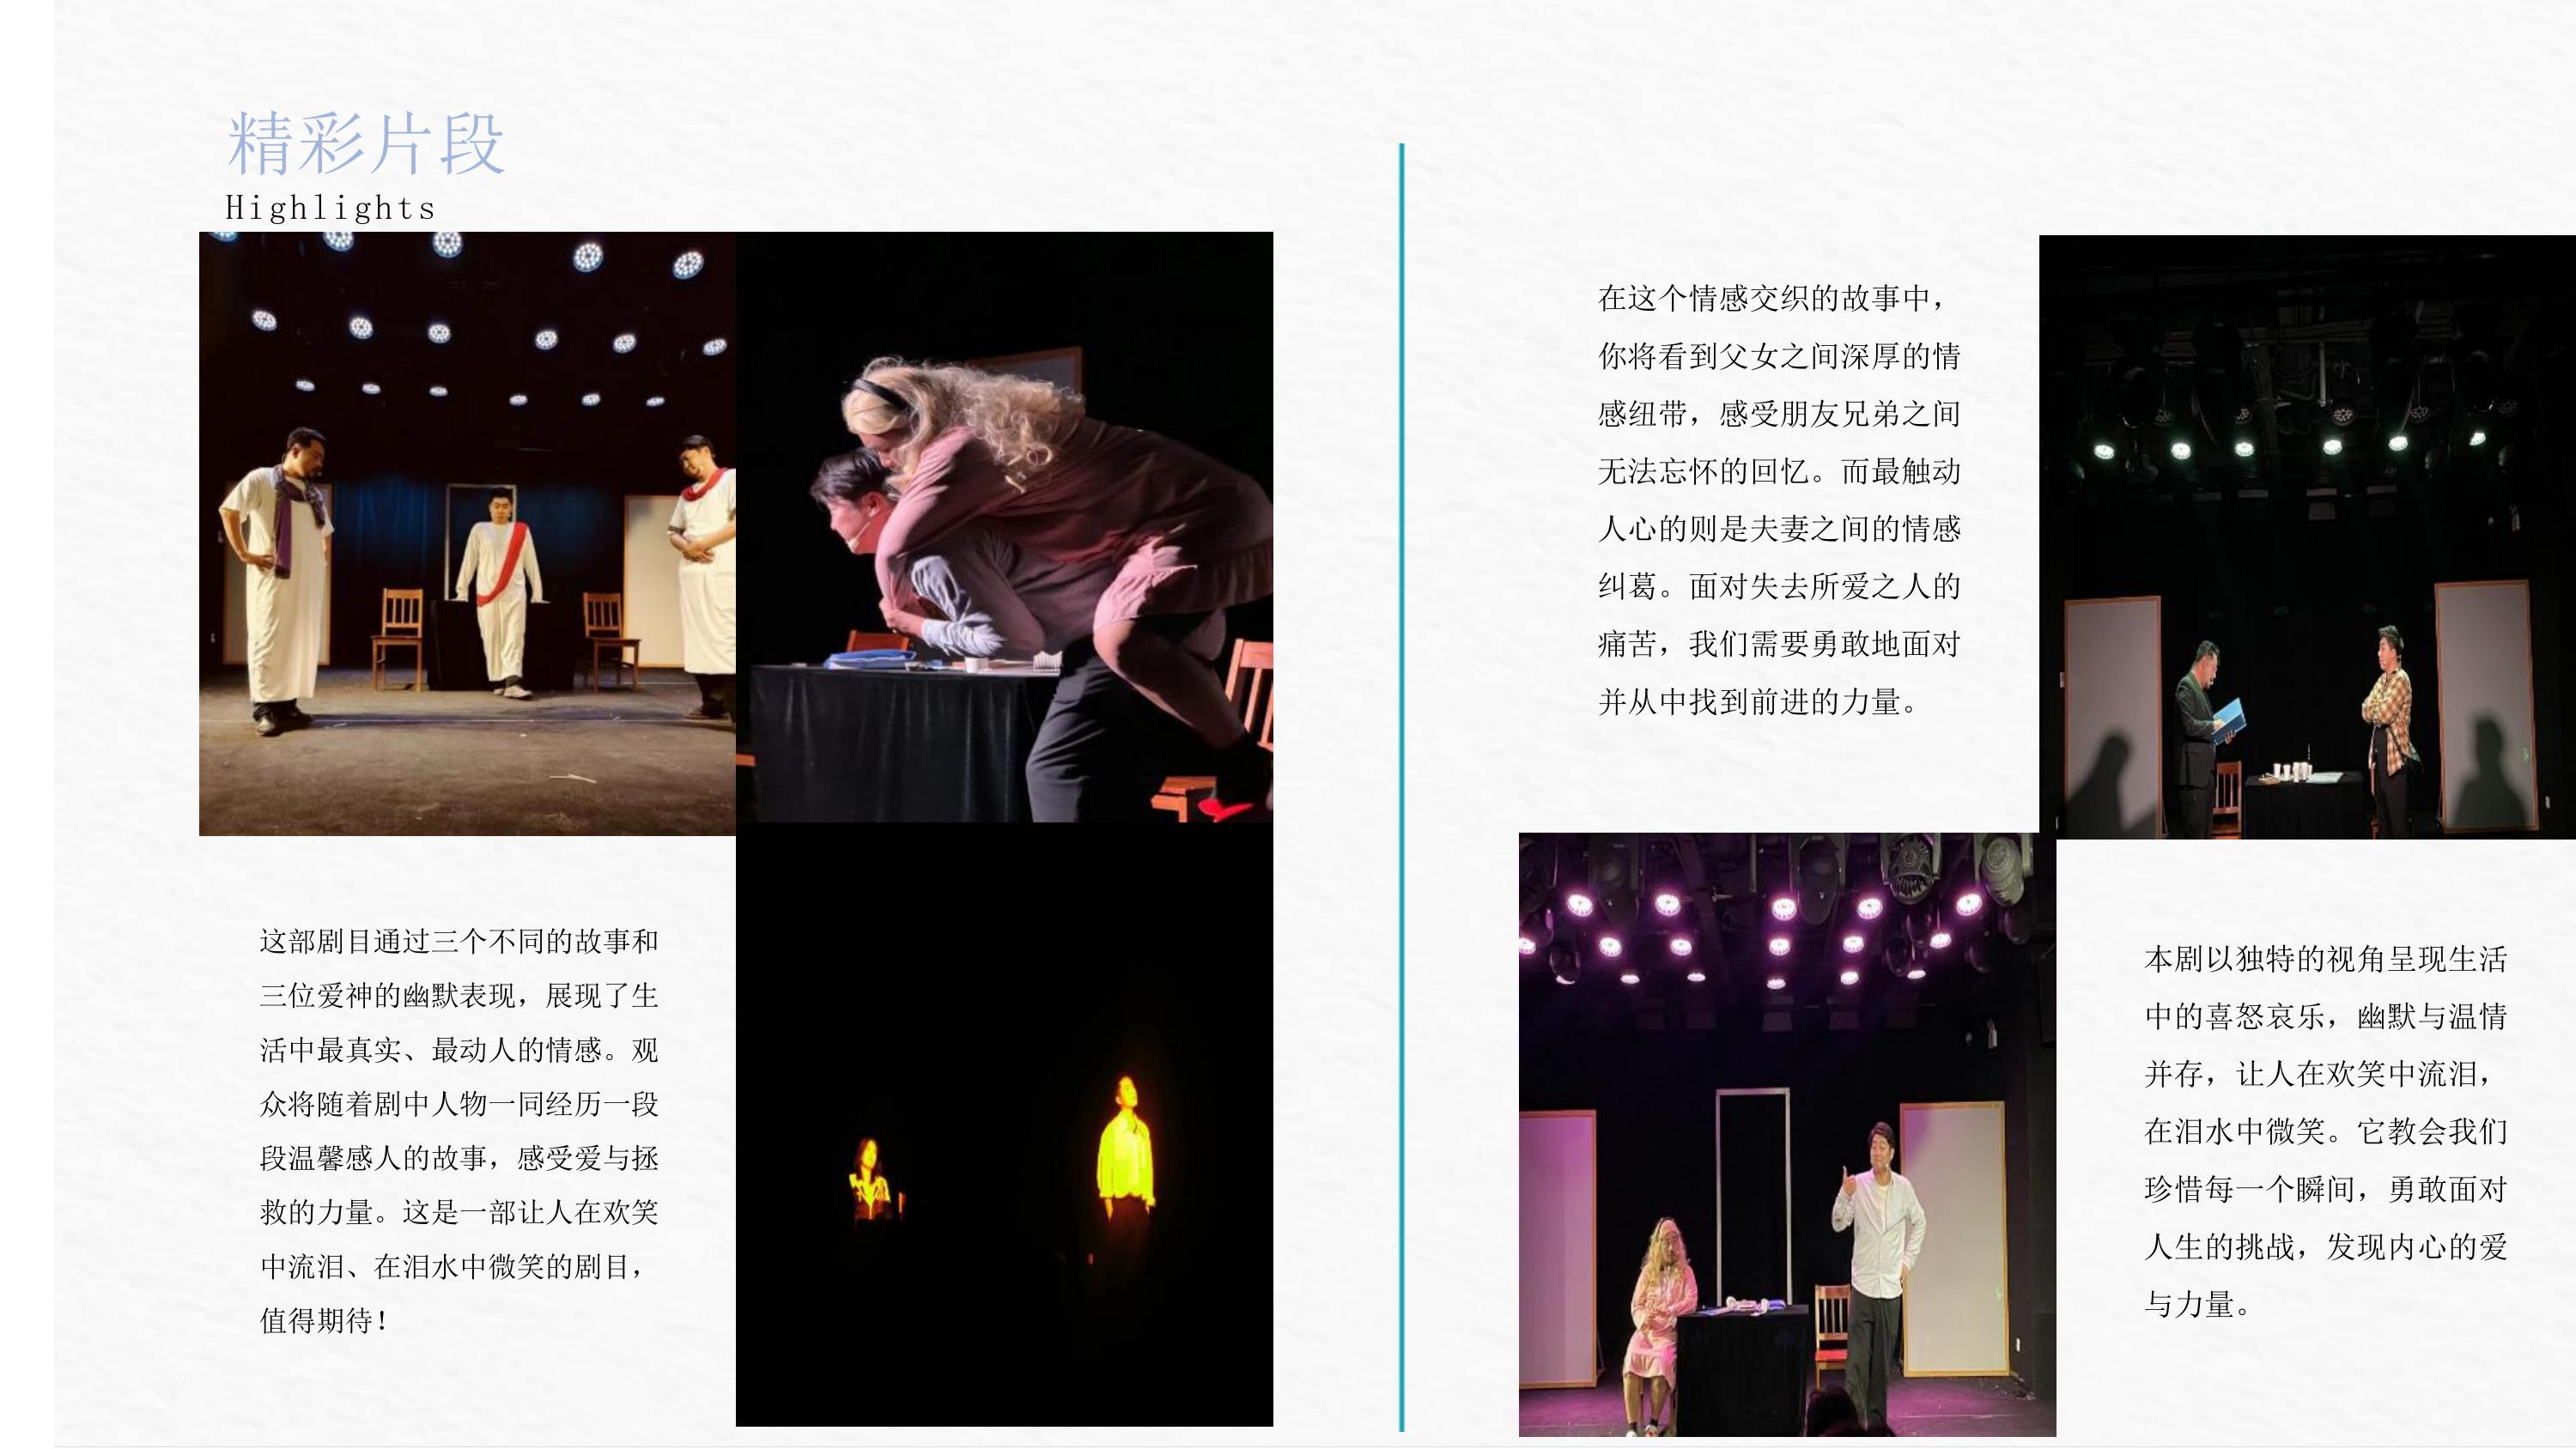 精彩片段
Highlights
这部剧目通过三个不同的故事和
三位爱神的幽默表现，展现了生
活中最真实、最动人的情感。观
众将随着剧中人物一同经历一段
段温馨感人的故事，感受爱与拯
救的力量。这是一部让人在欢笑
中流泪、在泪水中微笑的剧目，
值得期待！
在这个情感交织的故事中，
你将看到父女之间深厚的情
感纽带，感受朋友兄弟之间
无法忘怀的回忆。而最触动
人心的则是夫妻之间的情感
纠葛。面对失去所爱之人的
痛苦，我们需要勇敢地面对
并从中找到前进的力量。
本剧以独特的视角呈现生活
中的喜怒哀乐，幽默与温情
并存，让人在欢笑中流泪，
在泪水中微笑。它教会我们
珍惜每一个瞬间，勇敢面对
人生的挑战，发现内心的爱
与力量。